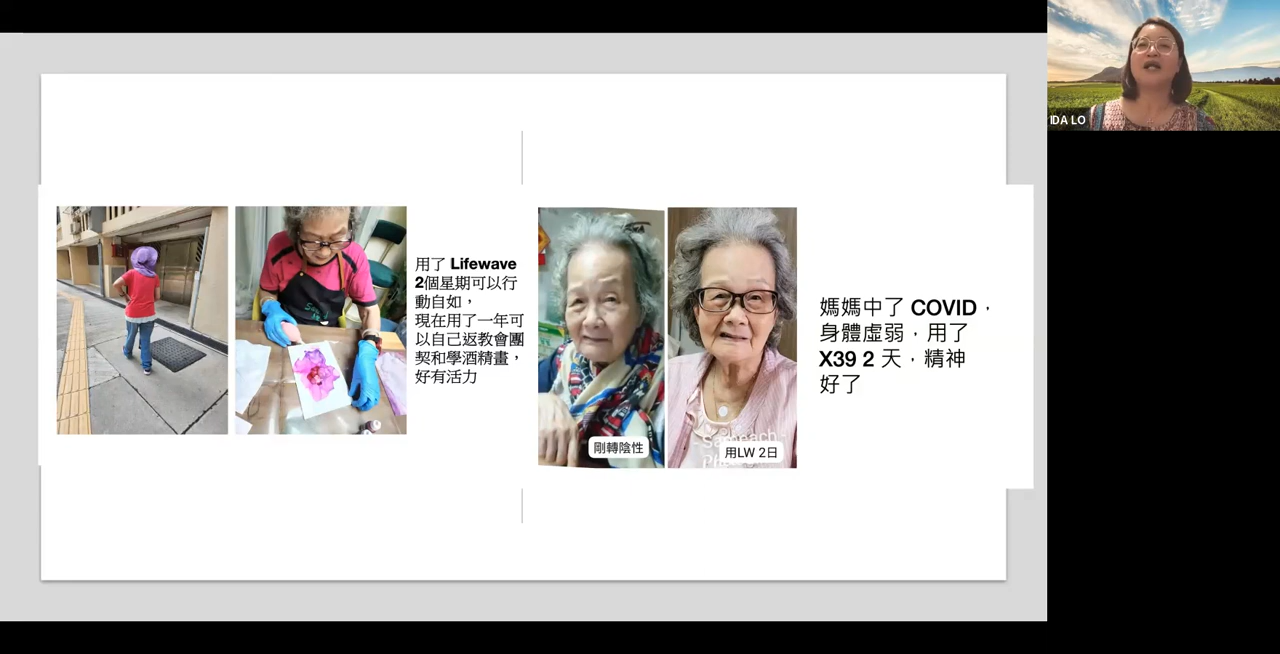 用了 Lifewave
2個星期可以行
動自如，
現在用了一年可
以自己返教會團
契和學酒精畫，
好有活力
剛轉陰性
用LW 2日
媽媽中了 COVID，
身體虛弱，用了
X39 2 天，精神
好了
IDA LO